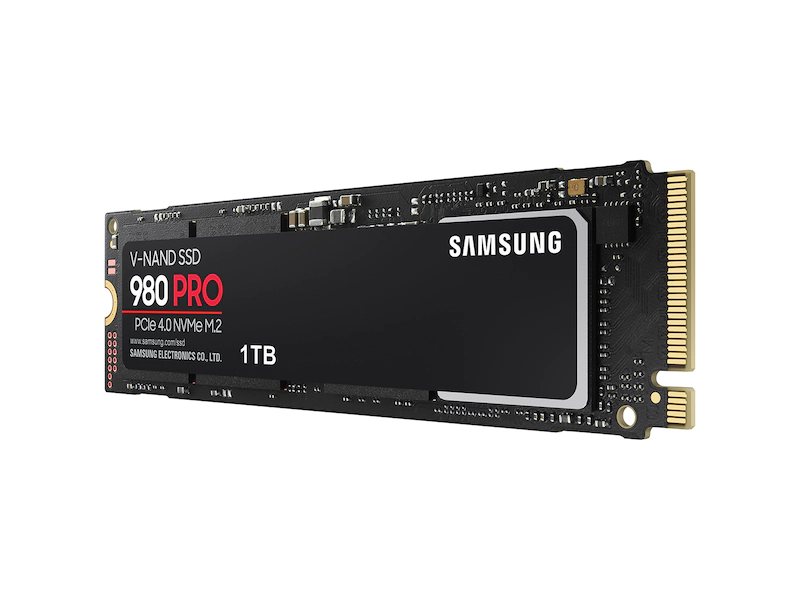 SAMSUNG
V-NAND SSD
980 PRO
PCIe 4.0 NVMe M.2
www.samsung.com/ssd
SAMSUNG ELECTRONICS CO., LTD.
1TB